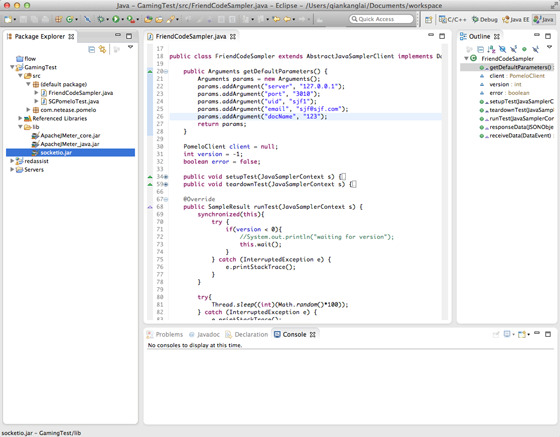 Java – GamingTest/src/FriendCodeSampler.java – Eclipse – /Users/qiankanglai/Documents/workspace
Quick Access
C/C++
Debug
Java EE
Java
Package Explorer
flow
GamingTest
src
(default package)
FriendCodeSampler.java
SGPomeloTest.java
com.netease.pomelo
Referenced Libraries
lib
ApacheJMeter_core.jar
ApacheJMeter_java.jar
socketio.jar
redassist
Servers
FriendCodeSampler.java
17
18 public class FriendCodeSampler extends AbstractJavaSamplerClient implements Da
19
20 public Arguments getDefaultParameters() {
21 Arguments params = new Arguments();
22 params.addArgument("server", "127.0.0.1");
23 params.addArgument("port", "3010");
24 params.addArgument("uid", "sjf1");
25 params.addArgument("email", "sjf@sjf.com");
26 params.addArgument("docName", "123");
27 return params;
28 }
29
30 PomeloClient client = null;
31 int version = -1;
32 boolean error = false;
33
34 public void setupTest(JavaSamplerContext s) {
59 public void teardownTest(JavaSamplerContext s) {
66
67 @Override
68 public SampleResult runTest(JavaSamplerContext s) {
69 synchronized(this){
70 try {
71 if(version < 0){
72 //System.out.println("waiting for version");
73 this.wait();
74 }
75 } catch (InterruptedException e) {
76 e.printStackTrace();
77 }
78 }
79
80 try{
81 Thread.sleep((int)(Math.random()*100));
82 } catch (InterruptedException e) {
83 e.printStackTrace();
Outline
FriendCodeSampler
getDefaultParameters()
client : PomeloClient
version : int
error : boolean
setupTest(JavaSamplerC
teardownTest(JavaSamp
runTest(JavaSamplerCo
responseData(JSONObje
receiveData(DataEvent)
Problems
Javadoc
Declaration
Console
No consoles to display at this time.
socketio.jar – GamingTest/lib